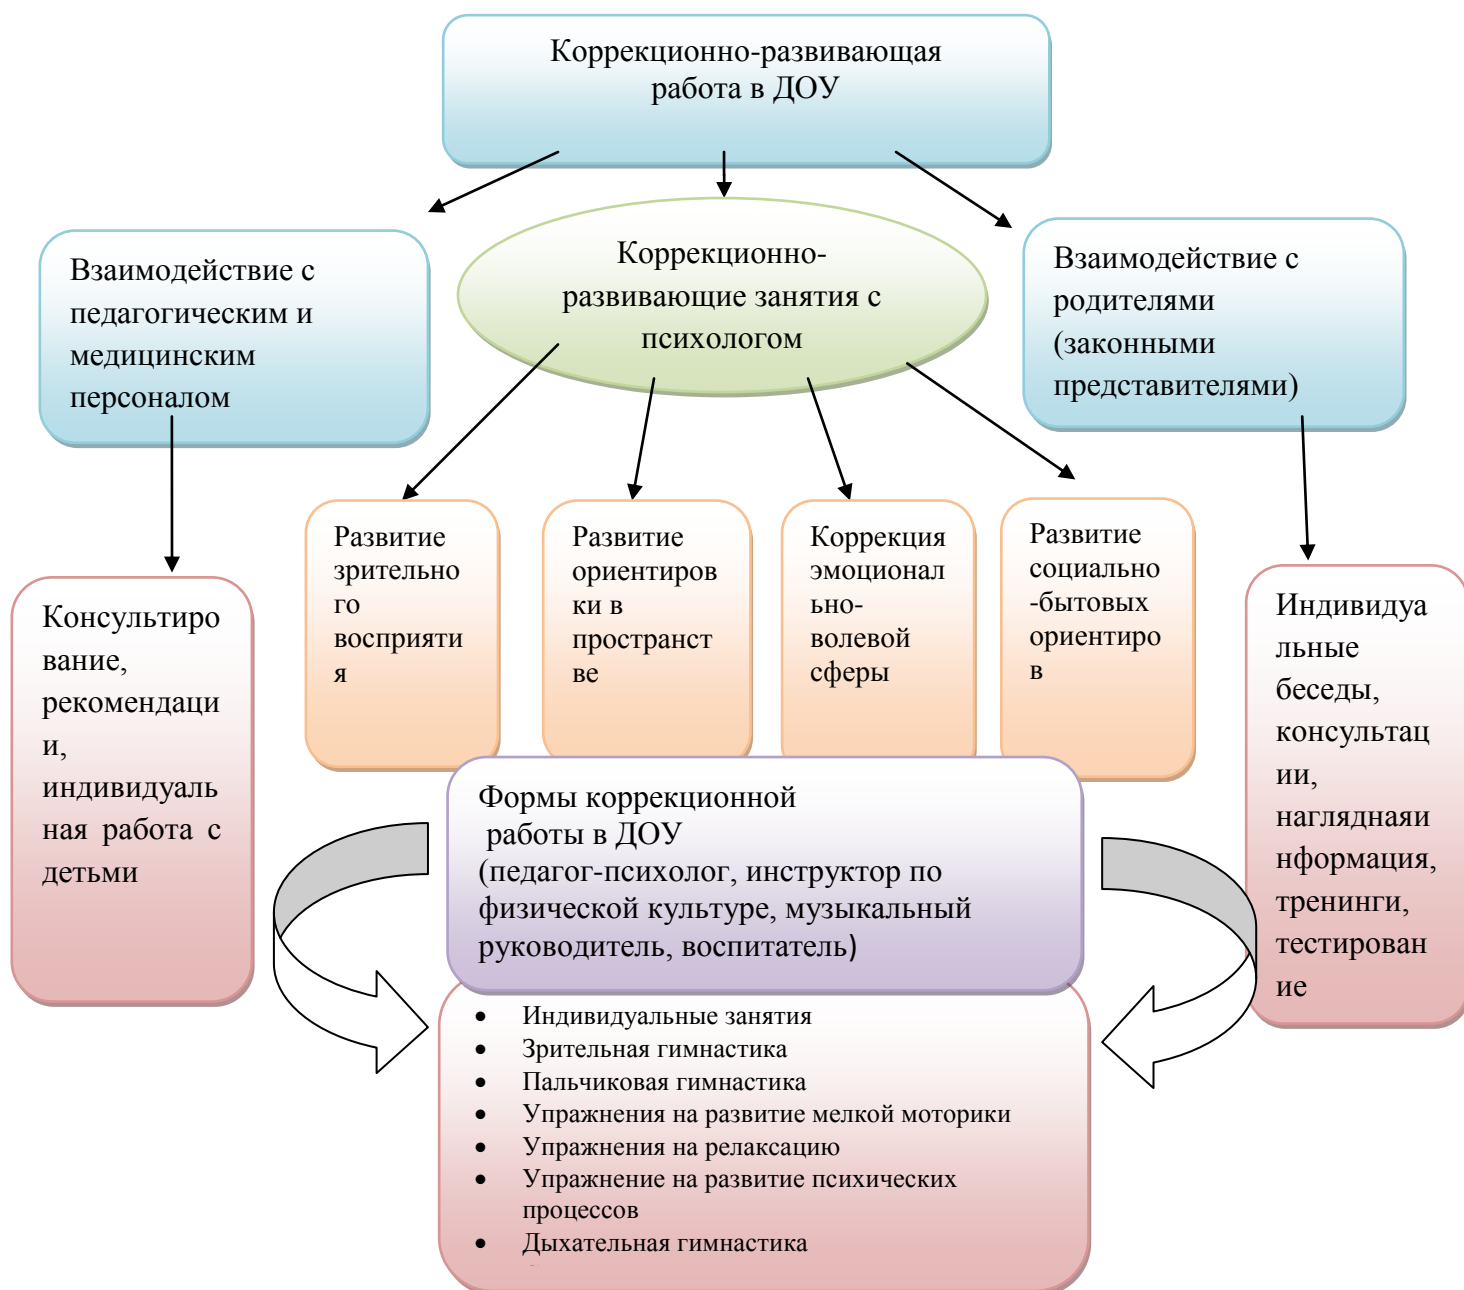 Коррекционно-развивающая
работа в ДОУ
Взаимодействие с
педагогическим и
медицинским
персоналом
Коррекционно-
развивающие занятия с
психологом
Взаимодействие с
родителями
(законными
представителями)
Консультиро
вание,
рекомендаци
и,
индивидуаль
ная работа с
детьми
Развитие
зрительно
го
восприяти
я
Развитие
ориентиров
ки в
пространст
ве
Коррекция
эмоционал
ьно-
волевой
сферы
Развитие
социально
-бытовых
ориентиро
в
Индивидуа
льные
беседы,
консультац
ии,
нагляднаяи
нформация,
тренинги,
тестирован
ие
Формы коррекционной
работы в ДОУ
(педагог-психолог, инструктор по
физической культуре, музыкальный
руководитель, воспитатель)
• Индивидуальные занятия
• Зрительная гимнастика
• Пальчиковая гимнастика
• Упражнения на развитие мелкой моторики
• Упражнения на релаксацию
• Упражнение на развитие психических
процессов
• Дыхательная гимнастика